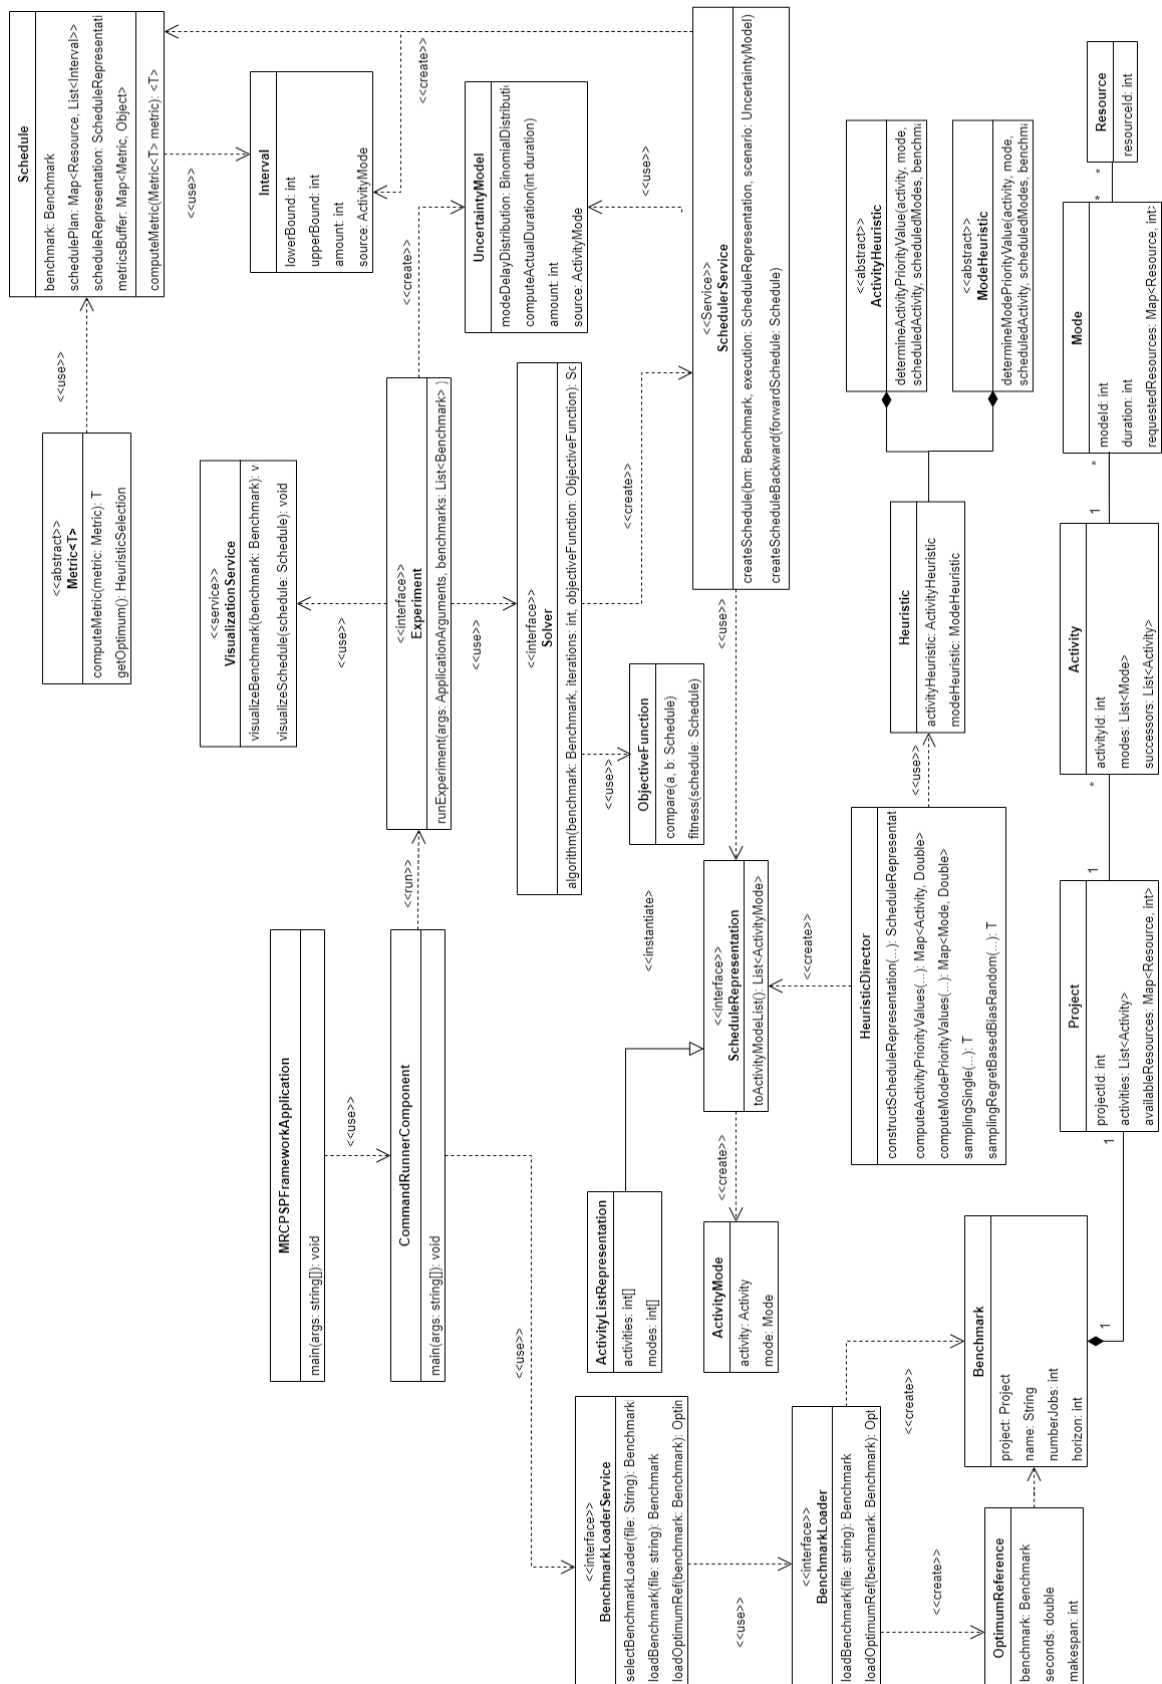 Schedule
benchmark: Benchmark
schedulePlan: Map<Resource, List<Interval>>
scheduleRepresentation: ScheduleRepresentati
metricsBuffer: Map<Metric, Object>
computeMetric(Metric<T> metric): <T>
<<use>>
<<use>>
<<create>>
Interval
lowerBound: int
upperBound: int
amount: int
source: ActivityMode
<<abstract>>
Metric<T>
computeMetric(metric: Metric): T
getOptimum(): HeuristicSelection
<<service>>
VisualizationService
visualizeBenchmark(benchmark: Benchmark): v
visualizeSchedule(schedule: Schedule): void
<<use>>
<<create>>
UncertaintyModel
modeDelayDistribution: BinomialDistributi
computeActualDuration(int duration)
amount: int
source: ActivityMode
<<use>>
<<interface>>
Experiment
runExperiment(args: ApplicationArguments, benchmarks: List<Benchmark> )
<<use>>
<<run>>
MRCPSPFrameworkApplication
main(args: string[]): void
<<use>>
CommandRunnerComponent
main(args: string[]): void
<<use>>
<<interface>>
Solver
algorithm(benchmark: Benchmark, iterations: int, objectiveFunction: ObjectiveFunction): Sc
<<use>>
<<create>>
ObjectiveFunction
compare(a, b: Schedule)
fitness(schedule: Schedule)
<<Service>>
SchedulerService
createSchedule(bm: Benchmark, execution: ScheduleRepresentation, scenario: UncertaintyModel)
createScheduleBackward(forwardSchedule: Schedule)
<<use>>
<<instantiate>
<<interface>>
ScheduleRepresentation
toActivityModeList(): List<ActivityMode>
<<create>>
<<create>>
ActivityListRepresentation
activities: int[]
modes: int[]
ActivityMode
activity: Activity
mode: Mode
<<interface>>
BenchmarkLoaderService
selectBenchmarkLoader(file: String): Benchmark
loadBenchmark(file: string): Benchmark
loadOptimumRef(benchmark: Benchmark): Optin
<<use>>
<<interface>>
BenchmarkLoader
loadBenchmark(file: string): Benchmark
loadOptimumRef(benchmark: Benchmark): Opt
<<create>>
<<create>>
OptimumReference
benchmark: Benchmark
seconds: double
makespan: int
Benchmark
project: Project
name: String
numberJobs: int
horizon: int
1
1
HeuristicDirector
constructScheduleRepresentation(...): ScheduleRepresentat
computeActivityPriorityValues(...): Map<Activity, Double>
computeModePriorityValues(...): Map<Mode, Double>
samplingSingle(...): T
samplingRegretBasedBiasRandom(...): T
<<use>>
Heuristic
activityHeuristic: ActivityHeuristic
modeHeuristic: ModeHeuristic
<<abstract>>
ActivityHeuristic
determineActivityPriorityValue(activity, mode,
scheduledActivity, scheduledModes, benchma
<<abstract>>
ModeHeuristic
determineModePriorityValue(activity, mode,
scheduledActivity, scheduledModes, benchm
Project
projectId: int
activities: List<Activity>
availableResources: Map<Resource, int>
1
*
Activity
activityId: int
modes: List<Mode>
successors: List<Activity>
1
*
Mode
modeId: int
duration: int
requestedResources: Map<Resource, int>
*
*
Resource
resourceId: int